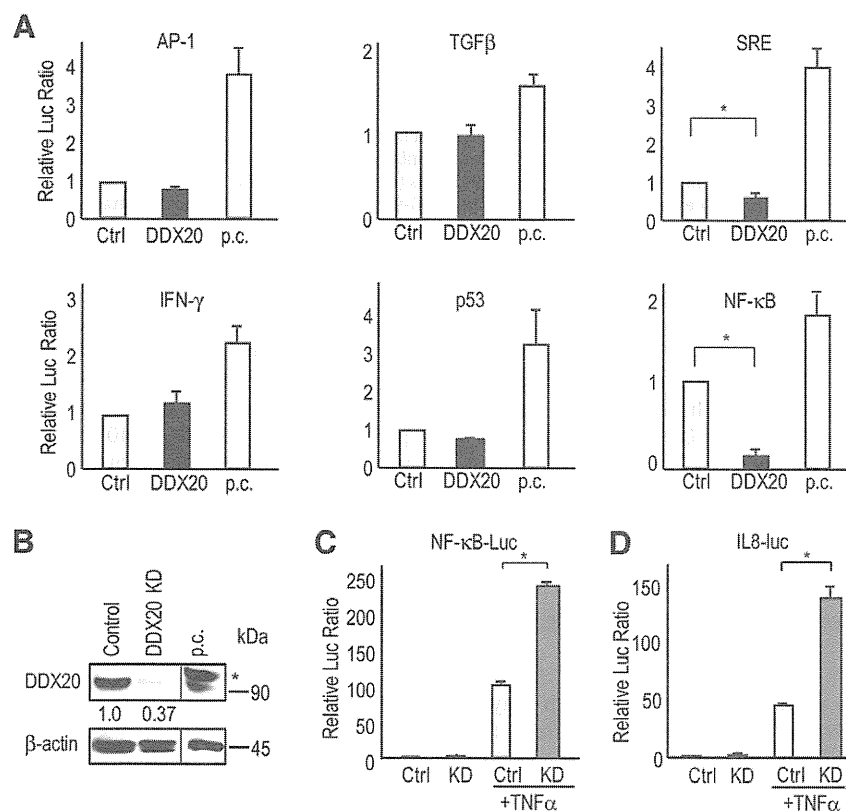 A
AP-1
Relative Luc Ratio
4
3
2
1
0
Ctrl DDX20 p.c.
TGFβ
2
1
0
Ctrl DDX20 p.c.
SRE
4
3
2
1
0
*
Ctrl DDX20 p.c.
IFN-γ
Relative Luc Ratio
3
2
1
0
Ctrl DDX20 p.c.
p53
4
3
2
1
0
Ctrl DDX20 p.c.
NF-κB
2
1
0
*
Ctrl DDX20 p.c.
B
Control
DDX20 KD
p.c.
kDa
DDX20
*
90
1.0 0.37
β-actin
45
C
NF-κB-Luc
Relative Luc Ratio
250
200
150
100
50
0
*
Ctrl KD Ctrl KD
+TNFα
D
IL8-luc
Relative Luc Ratio
150
100
50
0
*
Ctrl KD Ctrl KD
+TNFα